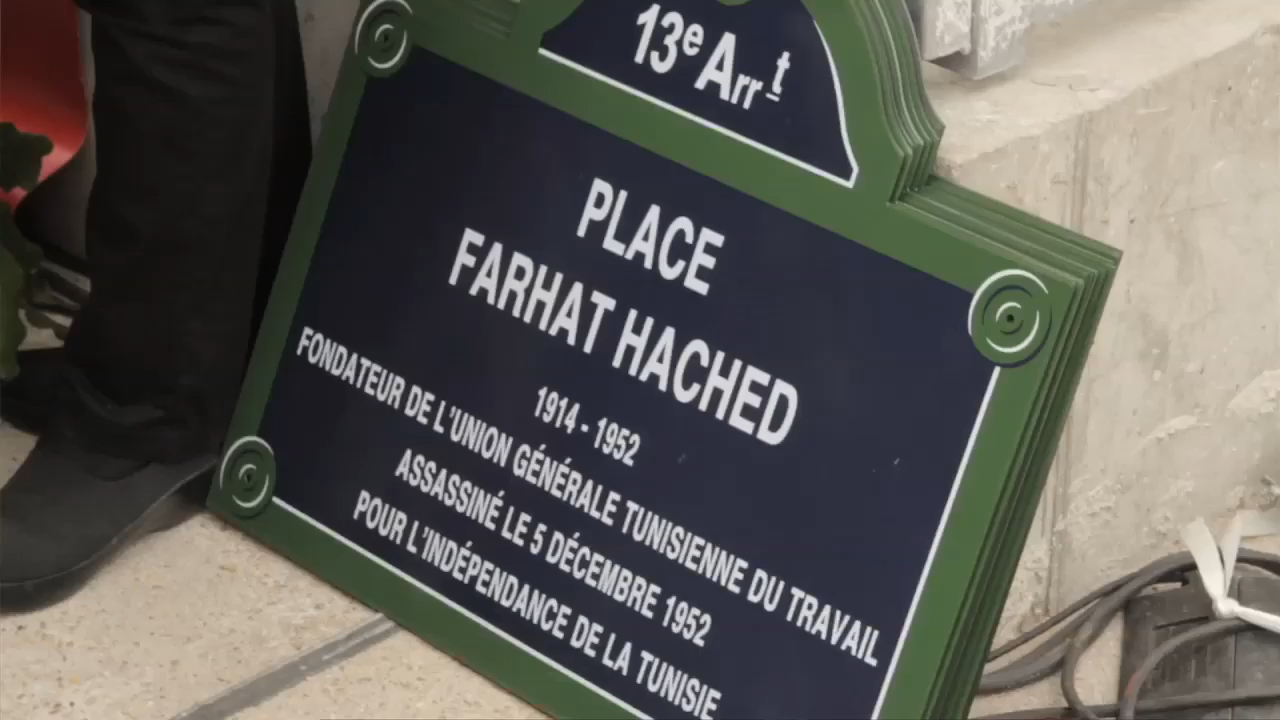 13e Arrt
PLACE
FARHAT HACHED
1914 - 1952
FONDATEUR DE L'UNION GÉNÉRALE TUNISIENNE DU TRAVAIL
ASSASSINÉ LE 5 DÉCEMBRE 1952
POUR L'INDÉPENDANCE DE LA TUNISIE